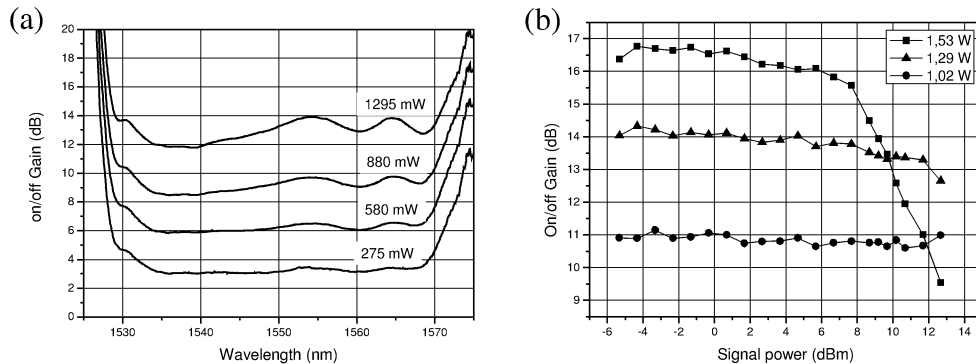 (a)
20
18
16
14
12
10
8
6
4
2
0
on/off Gain (dB)
1295 mW
880 mW
580 mW
275 mW
1530 1540 1550 1560 1570
Wavelength (nm)
(b)
17
16
15
14
13
12
11
10
9
On/off Gain (dB)
1,53 W
1,29 W
1,02 W
-6 -4 -2 0 2 4 6 8 10 12 14
Signal power (dBm)